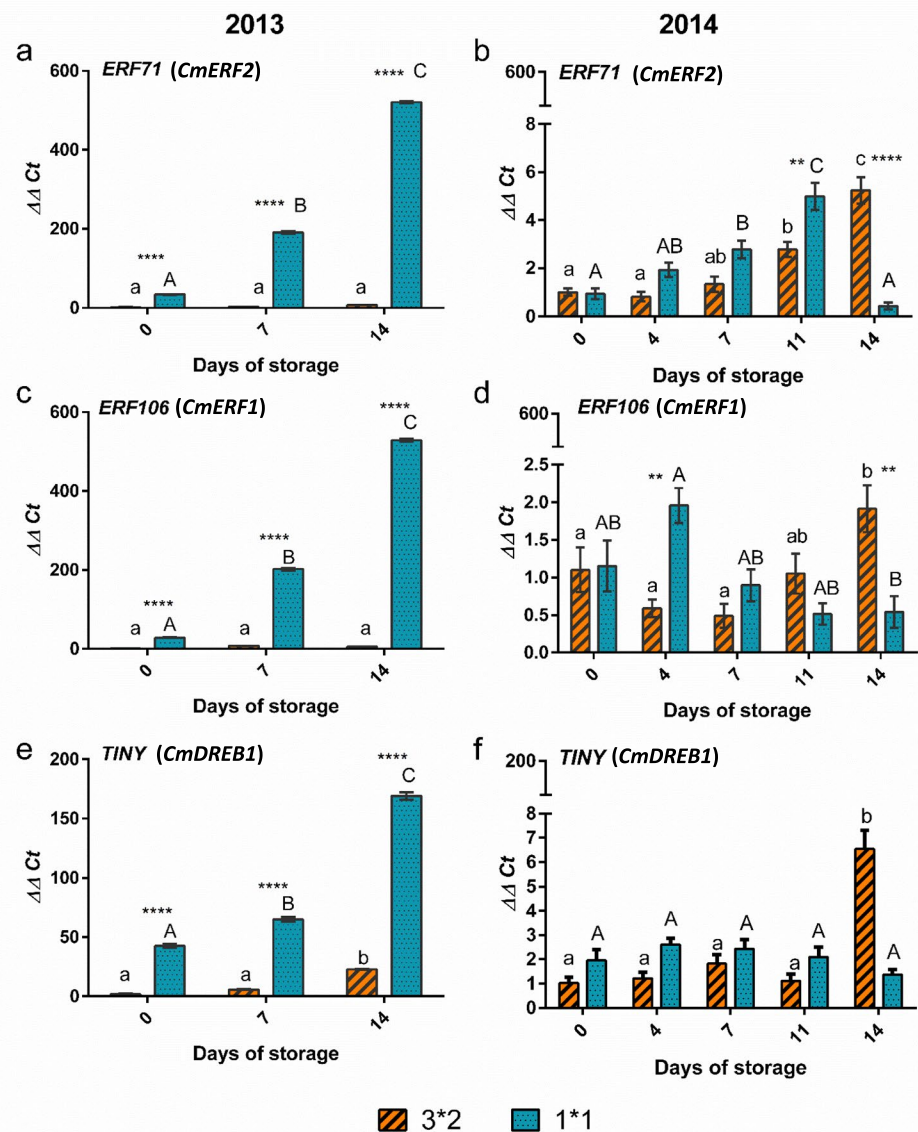 2013
2014
a
ERF71 (CmERF2)
600
400
200
0
ΔΔ Ct
a
****
A
a
****
B
a
****
C
0
7
14
Days of storage
b
ERF71 (CmERF2)
600
8
6
4
2
0
ΔΔ Ct
a
A
a
AB
ab
B
b
**
C
c
****
A
0
4
7
11
14
Days of storage
c
ERF106 (CmERF1)
600
400
200
0
ΔΔ Ct
a
****
A
a
****
B
a
****
C
0
7
14
Days of storage
d
ERF106 (CmERF1)
600
2.5
2.0
1.5
1.0
0.5
0.0
ΔΔ Ct
a
AB
a
**
A
a
AB
ab
AB
b
**
B
0
4
7
11
14
Days of storage
e
TINY (CmDREB1)
200
150
100
50
0
ΔΔ Ct
a
****
A
a
****
B
b
****
C
0
7
14
Days of storage
f
TINY (CmDREB1)
200
8
7
6
5
4
3
2
1
0
ΔΔ Ct
a
A
a
A
a
A
a
A
b
A
0
4
7
11
14
Days of storage
3*2
1*1